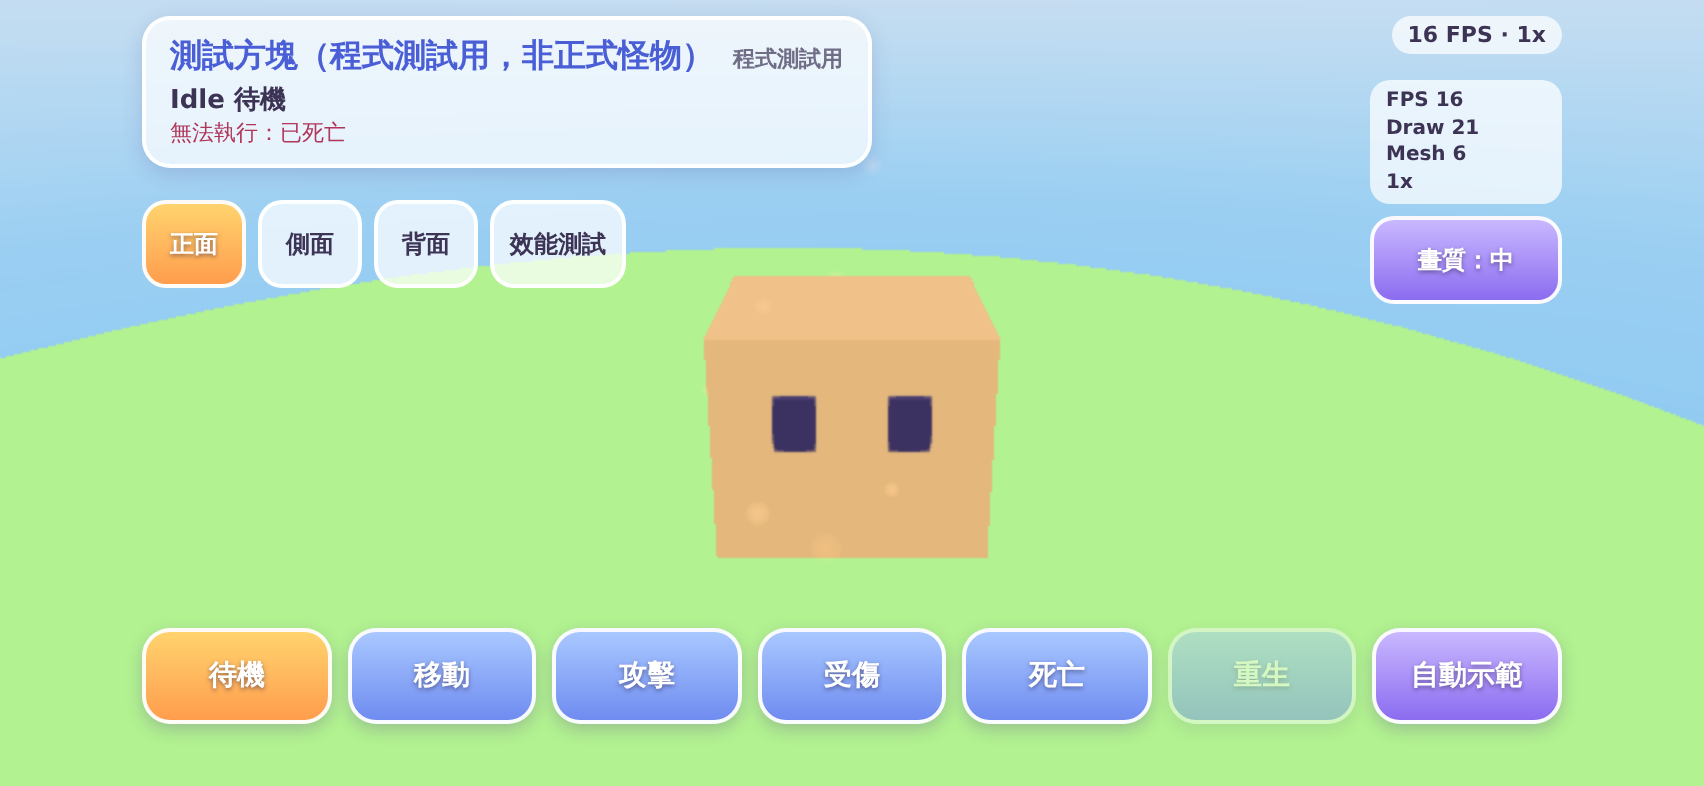 測試方塊（程式測試用，非正式怪物） 程式測試用
Idle 待機
無法執行：已死亡
正面
側面
背面
效能測試
16 FPS · 1x
FPS 16
Draw 21
Mesh 6
1x
畫質：中
待機
移動
攻擊
受傷
死亡
重生
自動示範